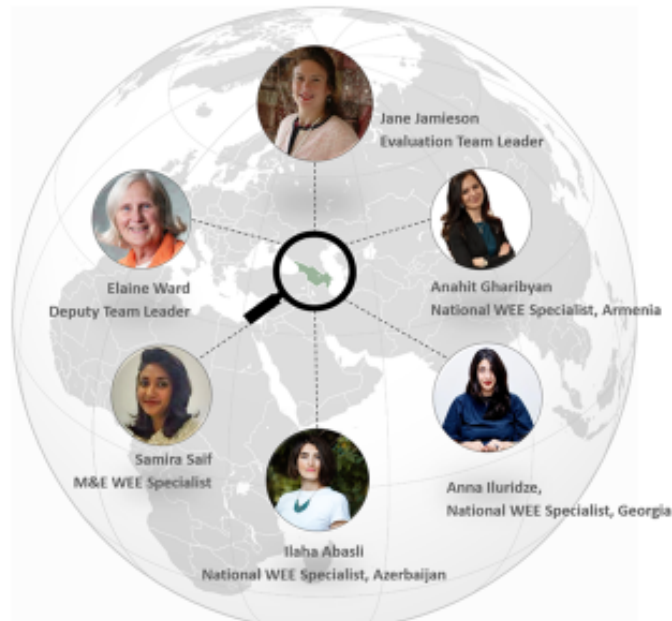 Jane Jamieson
Evaluation Team Leader
Elaine Ward
Deputy Team Leader
Anahit Gharibyan
National WEE Specialist, Armenia
Samira Saif
M&E WEE Specialist
Anna Iluridze,
National WEE Specialist, Georgia
Ilaha Abasli
National WEE Specialist, Azerbaijan